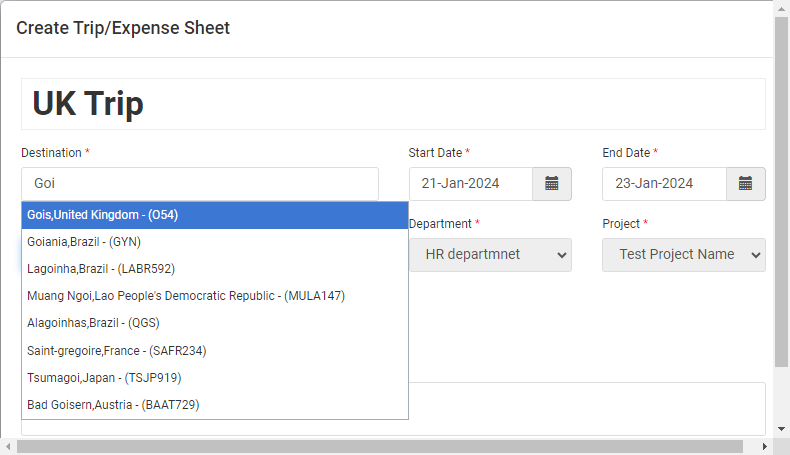 Create Trip/Expense Sheet
UK Trip
Destination *
Start Date *
End Date *
Goi
21-Jan-2024
23-Jan-2024
Gois,United Kingdom - (O54)
Goiania,Brazil - (GYN)
Lagoinha,Brazil - (LABR592)
Muang Ngoi,Lao People's Democratic Republic - (MULA147)
Alagoinhas,Brazil - (QGS)
Saint-gregoire,France - (SAFR234)
Tsumagoi,Japan - (TSJP919)
Bad Goisern,Austria - (BAAT729)
Department *
Project *
HR departmnet
Test Project Name